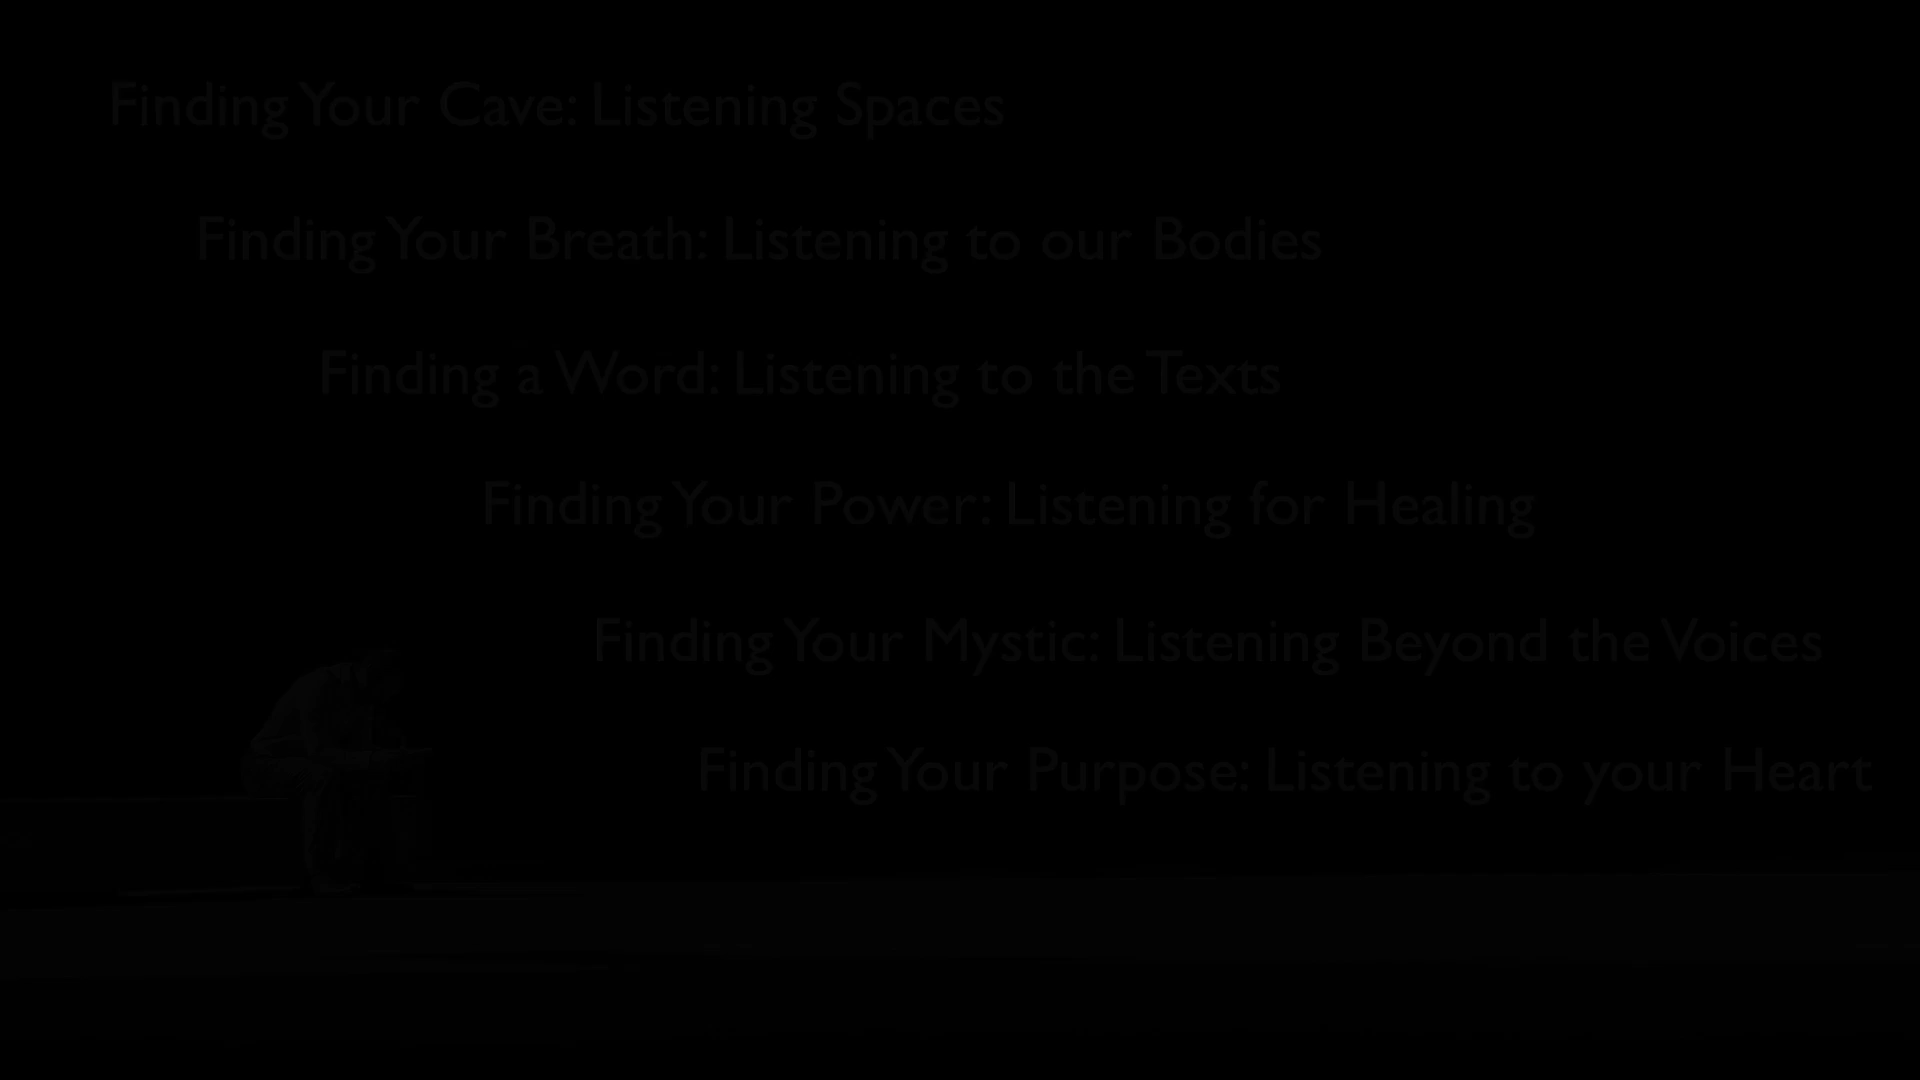 Finding Your Cave: Listening Spaces
Finding Your Breath: Listening to our Bodies
Finding a Word: Listening to the Texts
Finding Your Power: Listening for Healing
Finding Your Mystic: Listening Beyond the Voices
Finding Your Purpose: Listening to your Heart